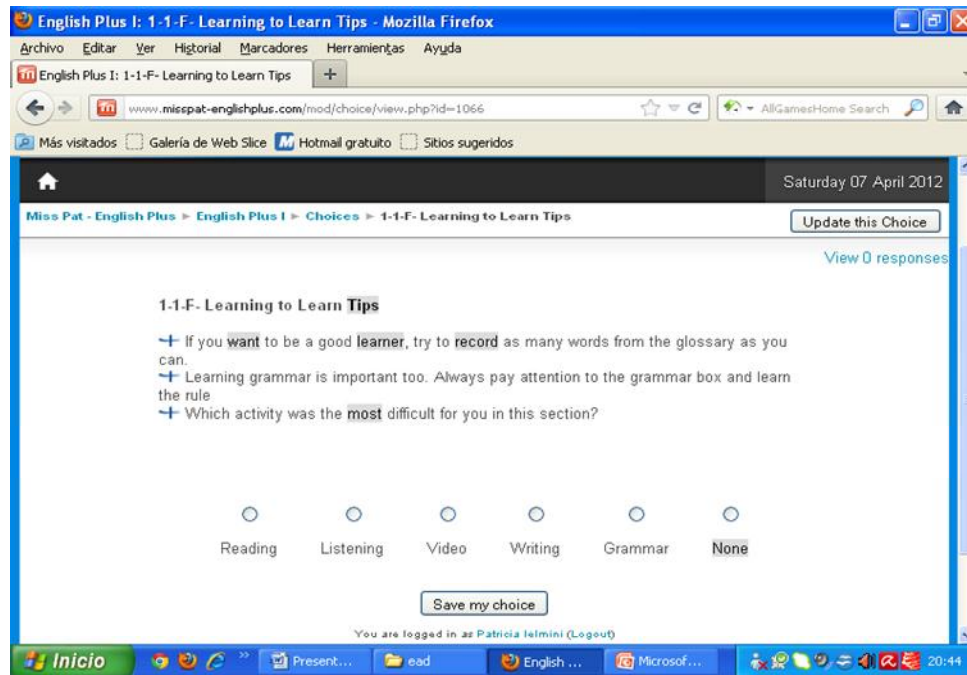 English Plus I: 1-1-F- Learning to Learn Tips - Mozilla Firefox
Archivo Editar Ver Historial Marcadores Herramientas Ayuda
English Plus I: 1-1-F- Learning to Learn Tips +
www.misspat-englishplus.com/mod/choice/view.php?id=1066 AllGamesHome Search
Más visitados Galería de Web Slice Hotmail gratuito Sitios sugeridos
Saturday 07 April 2012
Miss Pat - English Plus ► English Plus I ► Choices ► 1-1-F- Learning to Learn Tips Update this Choice
View 0 responses
1-1-F- Learning to Learn Tips
If you want to be a good learner, try to record as many words from the glossary as you
can.
Learning grammar is important too. Always pay attention to the grammar box and learn
the rule
Which activity was the most difficult for you in this section?
Reading Listening Video Writing Grammar None
Save my choice
You are logged in as Patricia Ielmini (Logout)
Inicio Present... ead English ... Microsof... 20:44